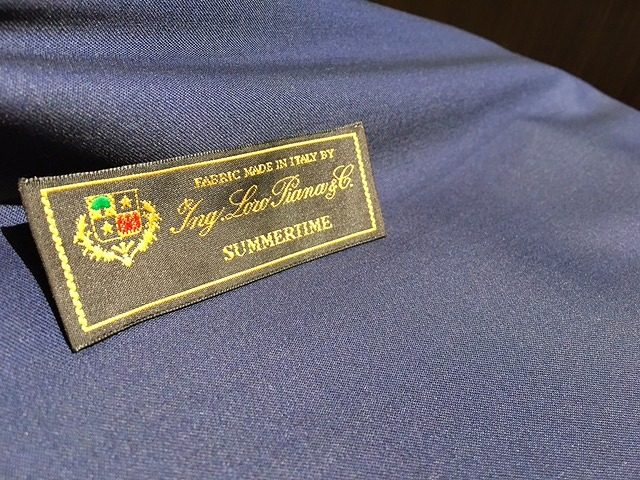 FABRIC MADE IN ITALY BY
Ing. Loro Piana & C.
SUMMERTIME